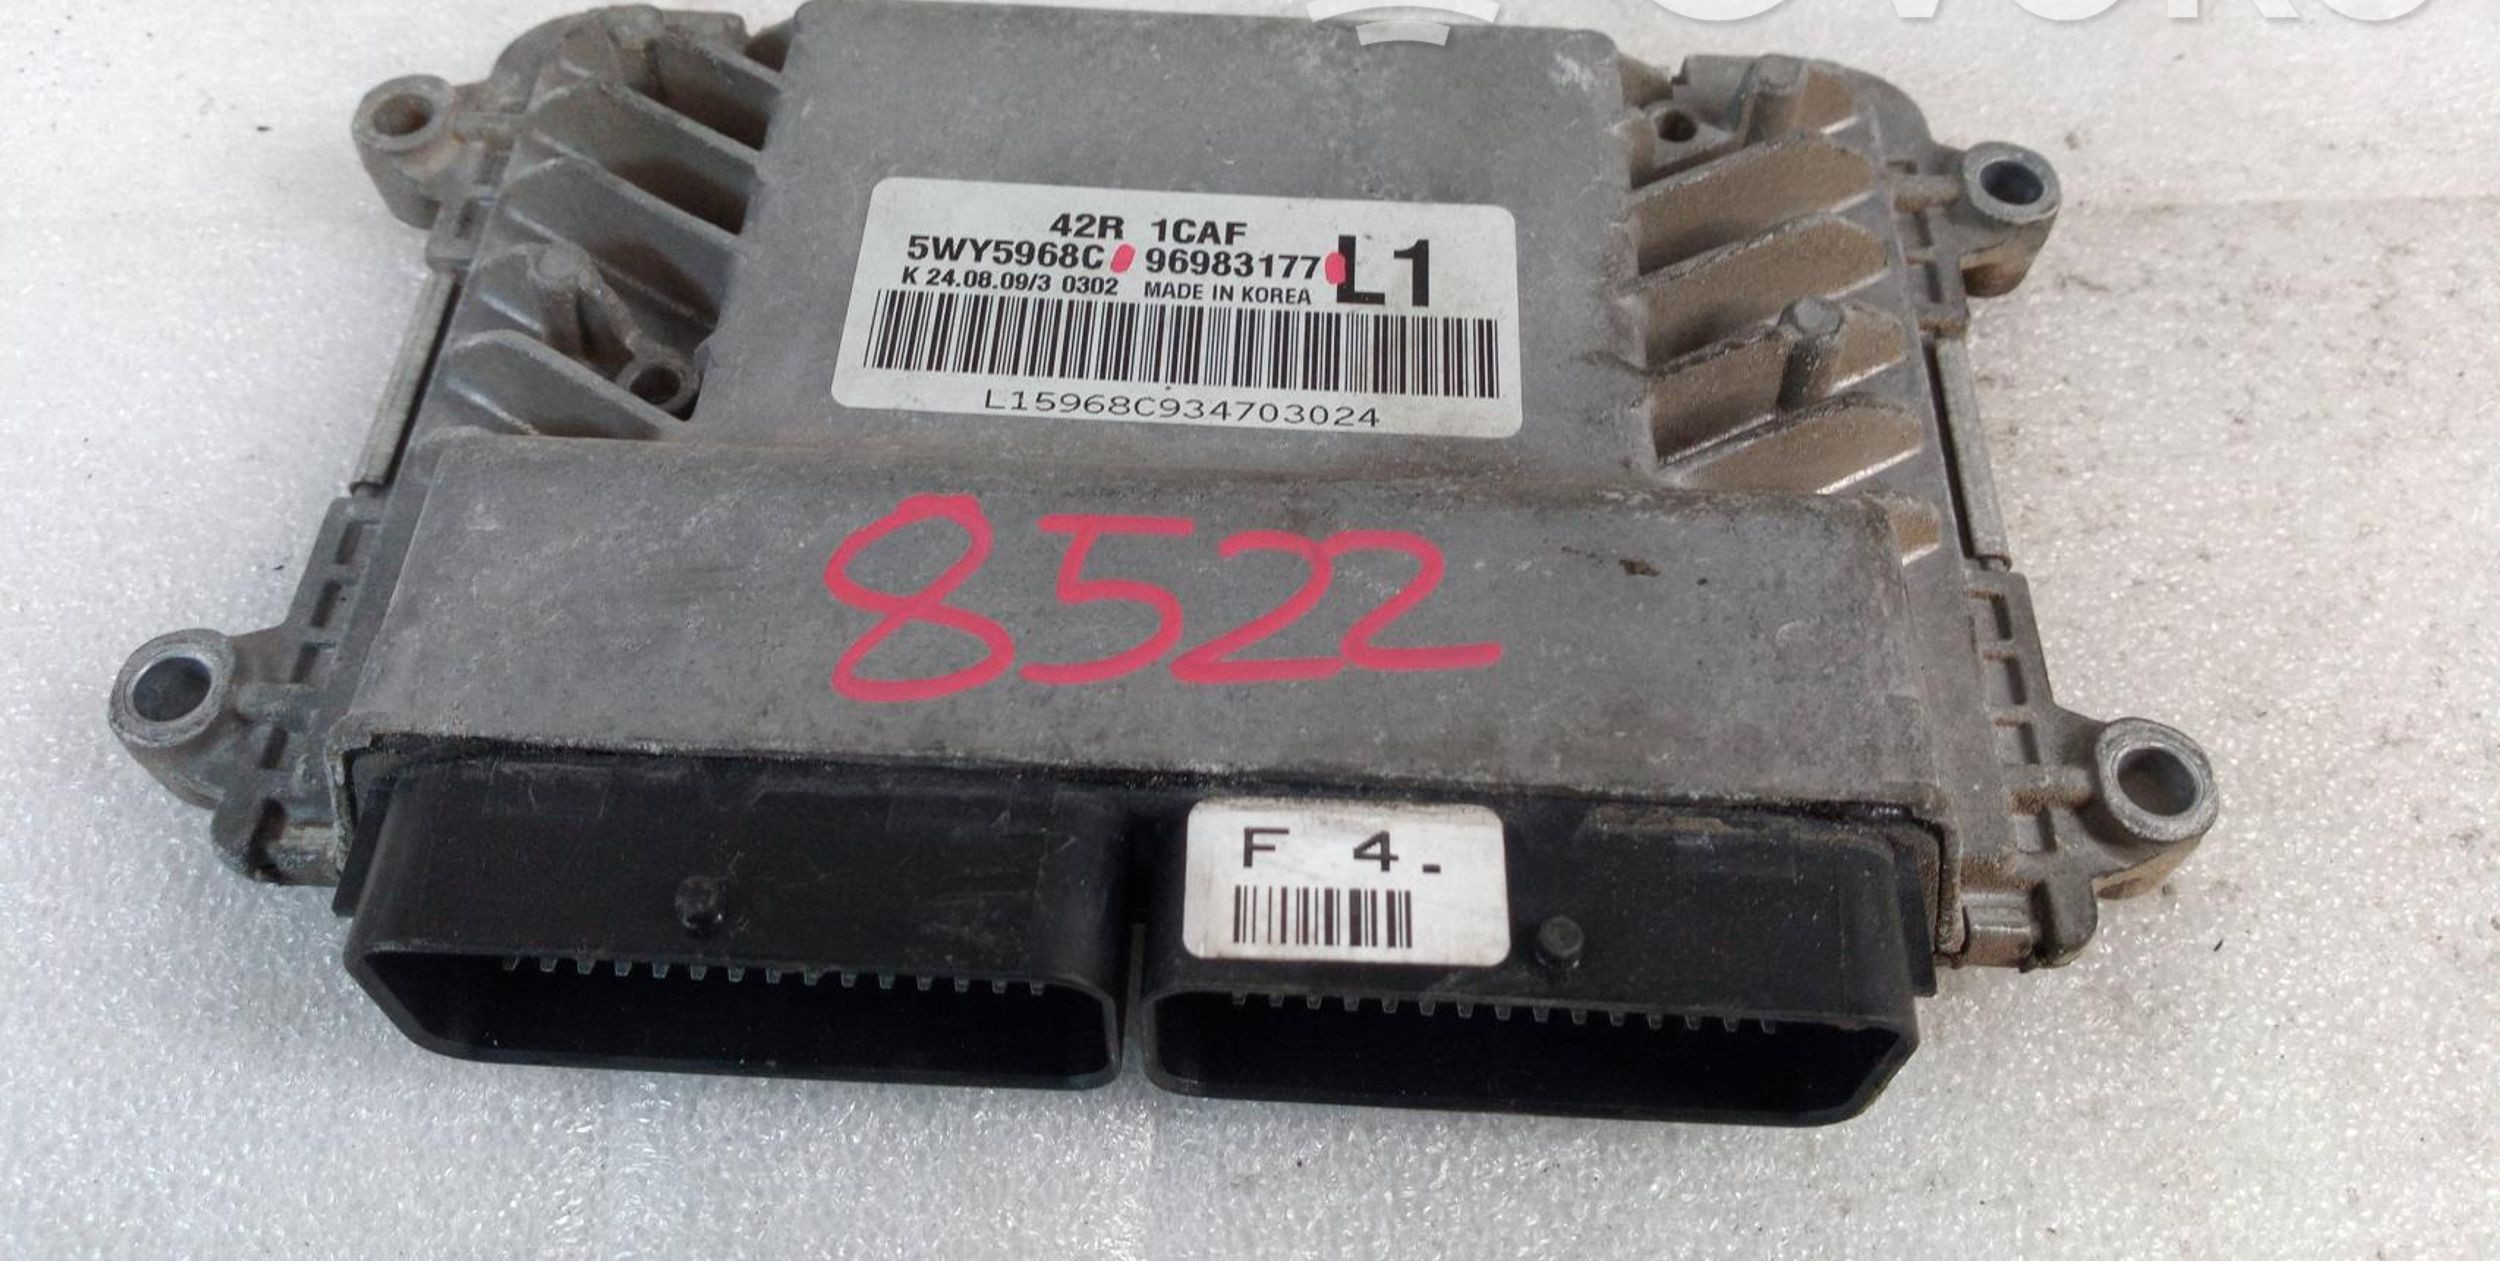 42R 1CAF
5WY5968C 96983177 L1
K 24.08.09/3 0302 MADE IN KOREA
L15968C934703024
8522
F 4-